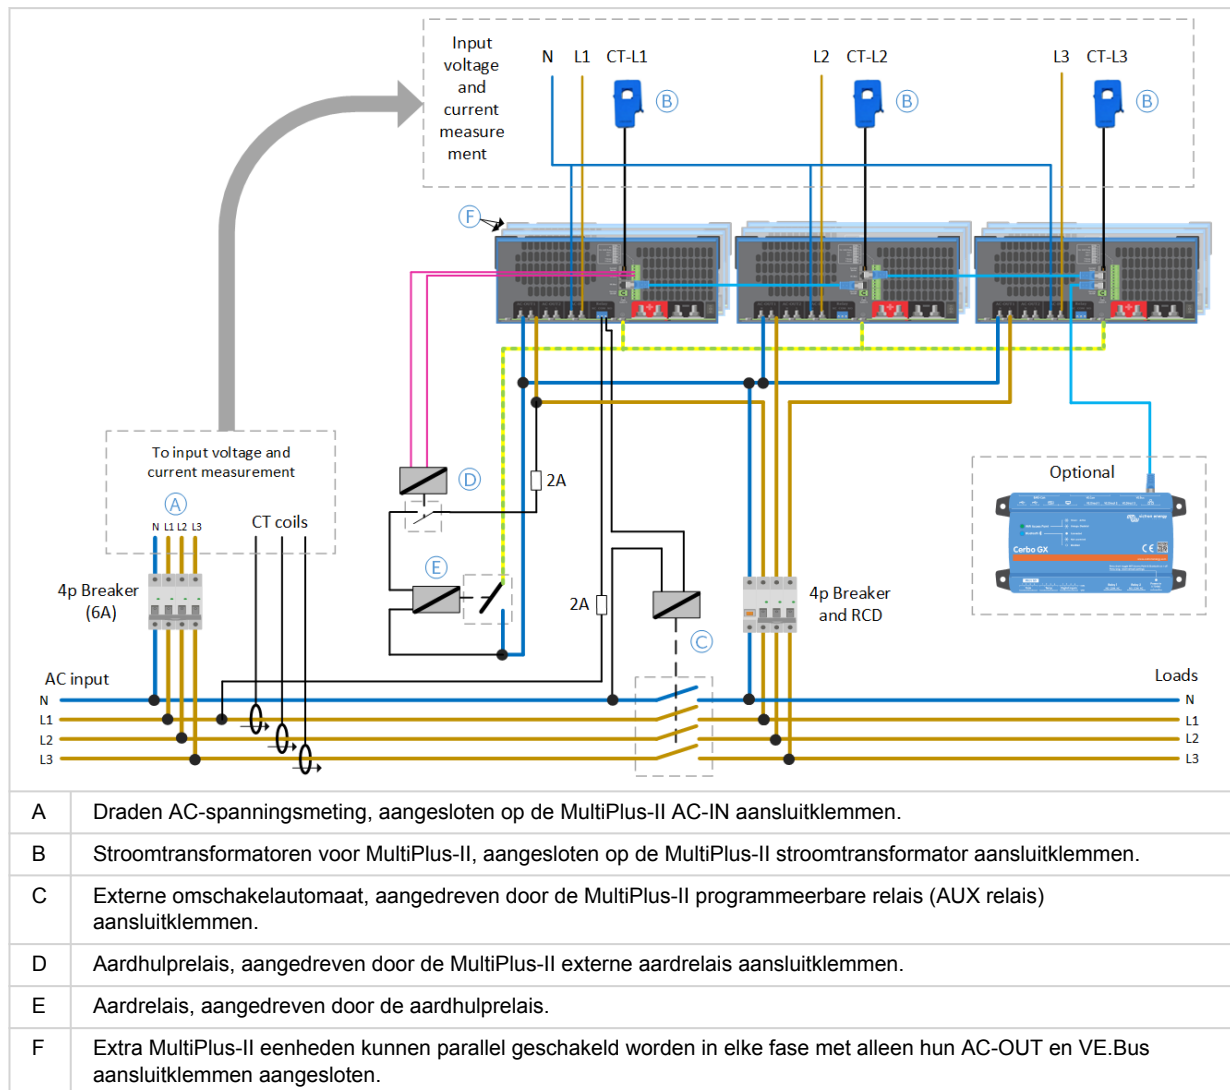 Input
voltage
and
current
measure
ment
N L1 CT-L1
B
L2 CT-L2
B
L3 CT-L3
B
F
To input voltage and
current measurement
A
N L1 L2 L3
CT coils
4p Breaker
(6A)
D
2A
E
2A
C
4p Breaker
and RCD
Optional
victron energy
Cerbo GX
AC input
N
L1
L2
L3
Loads
N
L1
L2
L3
A Draden AC-spanningsmeting, aangesloten op de MultiPlus-II AC-IN aansluitklemmen.
B Stroomtransformatoren voor MultiPlus-II, aangesloten op de MultiPlus-II stroomtransformator aansluitklemmen.
C Externe omschakelautomaat, aangedreven door de MultiPlus-II programmeerbare relais (AUX relais)
aansluitklemmen.
D Aardhulprelais, aangedreven door de MultiPlus-II externe aardrelais aansluitklemmen.
E Aardrelais, aangedreven door de aardhulprelais.
F Extra MultiPlus-II eenheden kunnen parallel geschakeld worden in elke fase met alleen hun AC-OUT en VE.Bus
aansluitklemmen aangesloten.